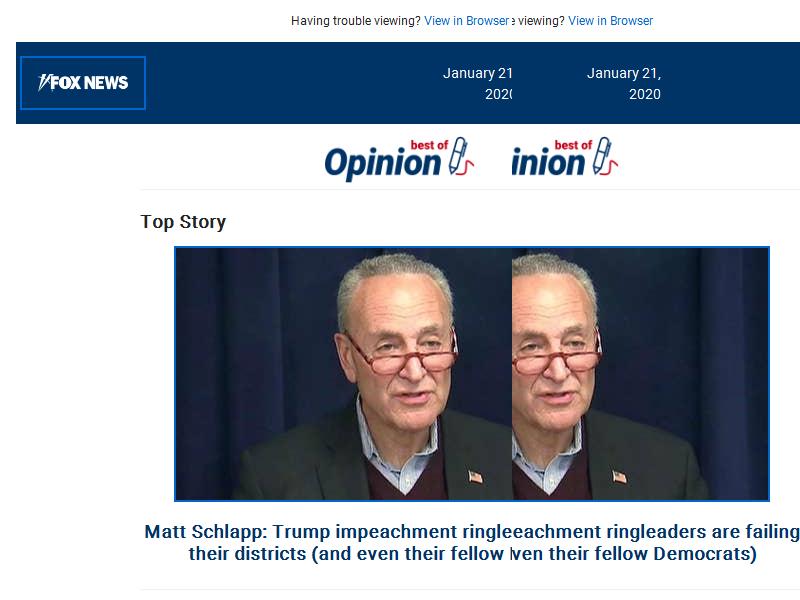 Having trouble viewing? View in Browser e viewing? View in Browser
FOX NEWS
January 21 January 21,
2020 2020
best of best of
Opinion inion
Top Story
Matt Schlapp: Trump impeachment ringleeachment ringleaders are failing
their districts (and even their fellow ven their fellow Democrats)